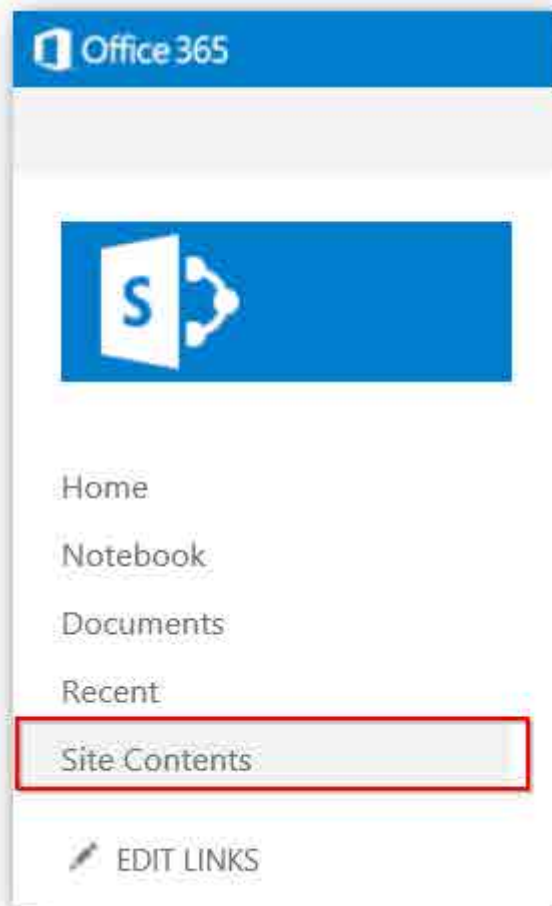 Office 365
S
Home
Notebook
Documents
Recent
Site Contents
EDIT LINKS